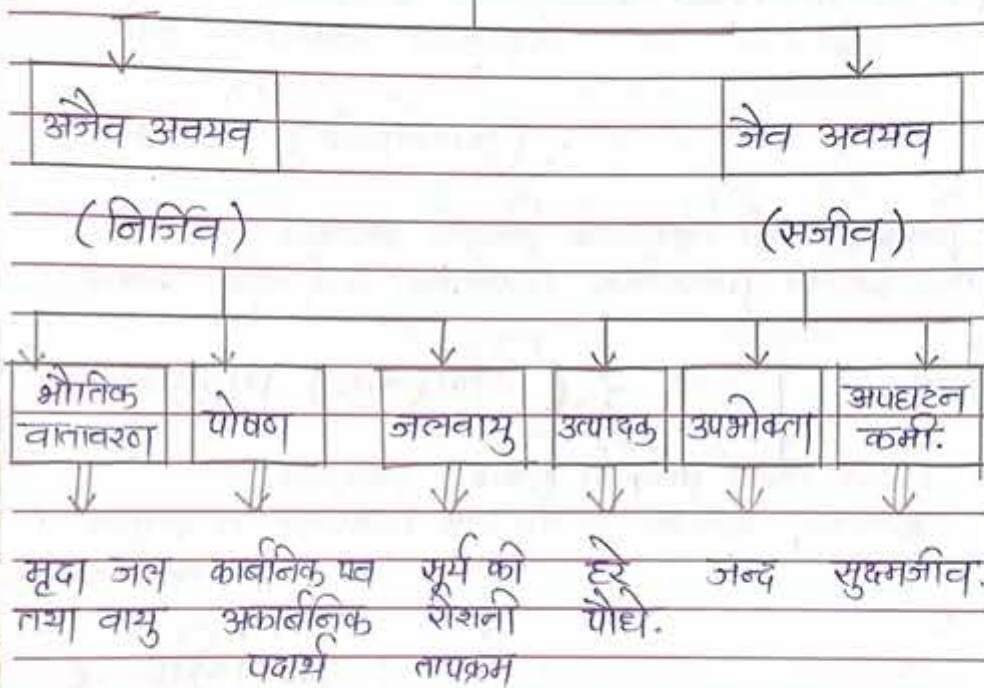 अजैव अवयव
जैव अवयव
(निर्जिव)
(सजीव)
भौतिक
वातावरण
पोषण
जलवायु
उत्पादक
उपभोक्ता
अपघटन
कर्मी.
मृदा जल
तथा वायु
कार्बनिक एव
अकार्बनिक
पदार्थ
सूर्य की
रोशनी
तापक्रम
हरे
पौधे.
जन्द
सुक्ष्मजीव.